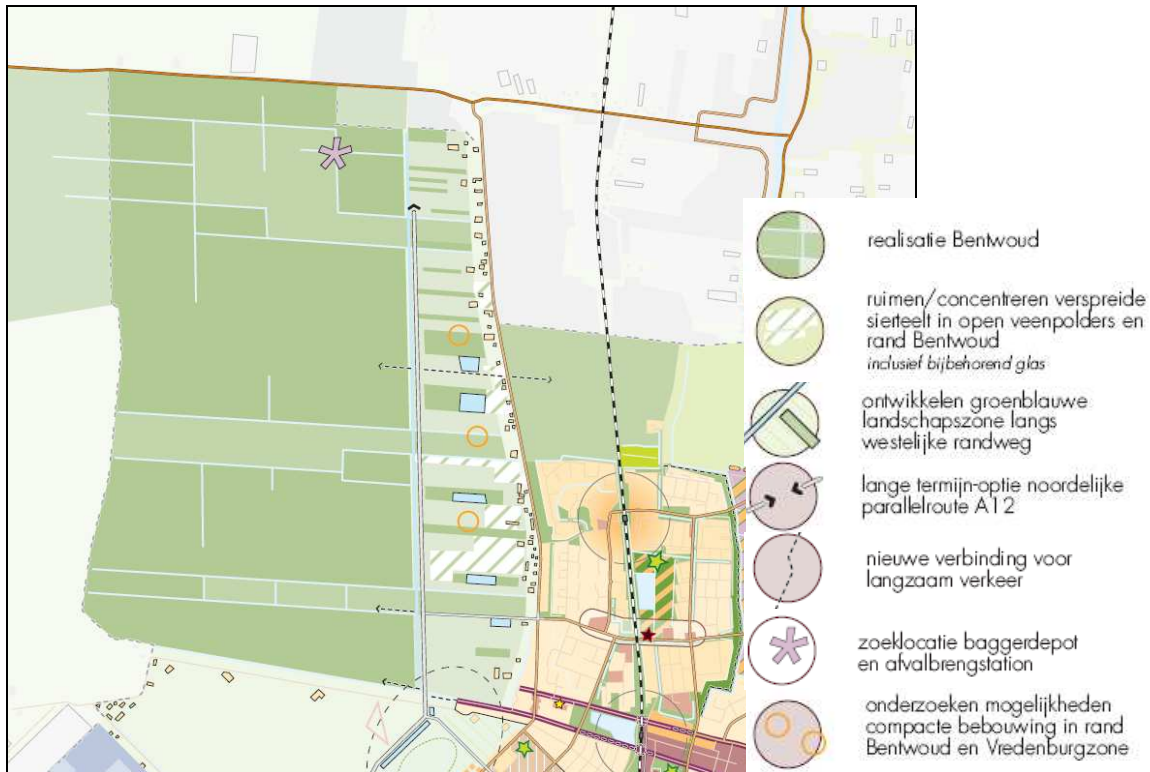 realisatie Bentwoud
ruimen/concentreren verspreide
sierteelt in open veenpolders en
rand Bentwoud
inclusief bijbehorend glas
ontwikkelen groenblauwe
landschapszone langs
westelijke randweg
lange termijn-optie noordelijke
parallelroute A12
nieuwe verbinding voor
langzaam verkeer
zoeklocatie baggerdepot
en afvalbrengstation
onderzoeken mogelijkheden
compacte bebouwing in rand
Bentwoud en Vredenburgzone